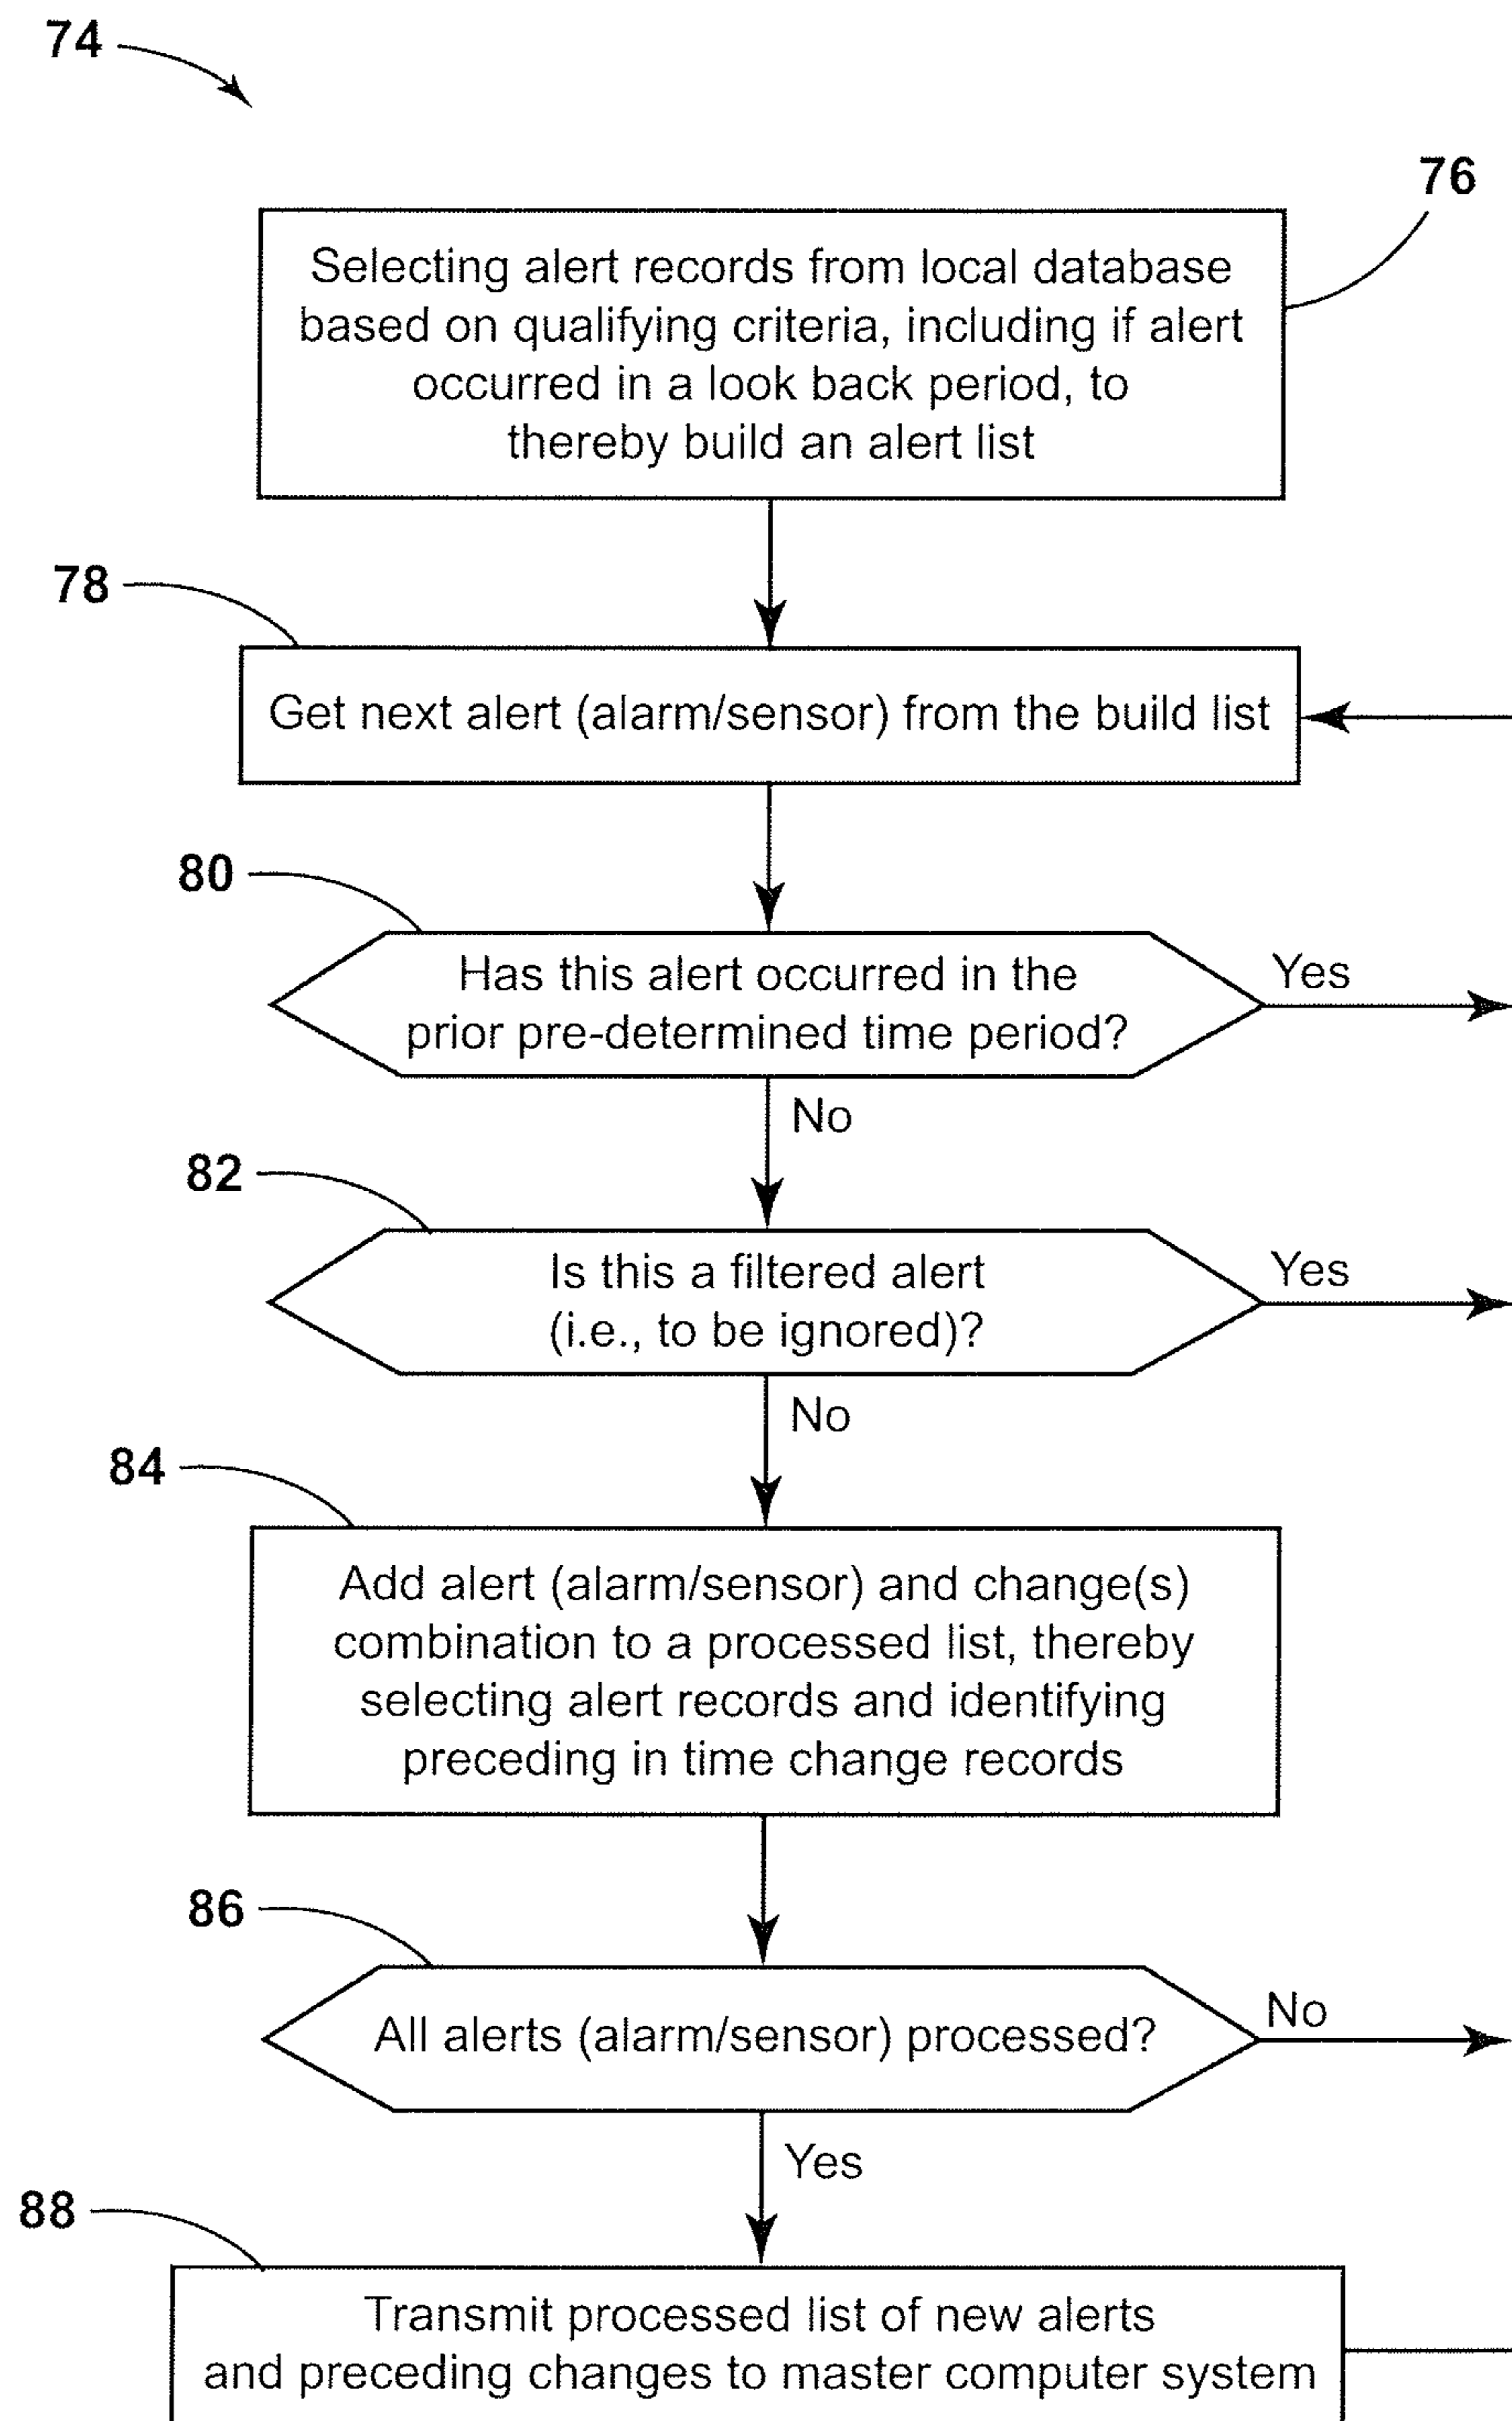 74
76
Selecting alert records from local database
based on qualifying criteria, including if alert
occurred in a look back period, to
thereby build an alert list
78
Get next alert (alarm/sensor) from the build list
80
Has this alert occurred in the
prior pre-determined time period?
Yes
No
82
Is this a filtered alert
(i.e., to be ignored)?
Yes
No
84
Add alert (alarm/sensor) and change(s)
combination to a processed list, thereby
selecting alert records and identifying
preceding in time change records
86
All alerts (alarm/sensor) processed?
No
Yes
88
Transmit processed list of new alerts
and preceding changes to master computer system